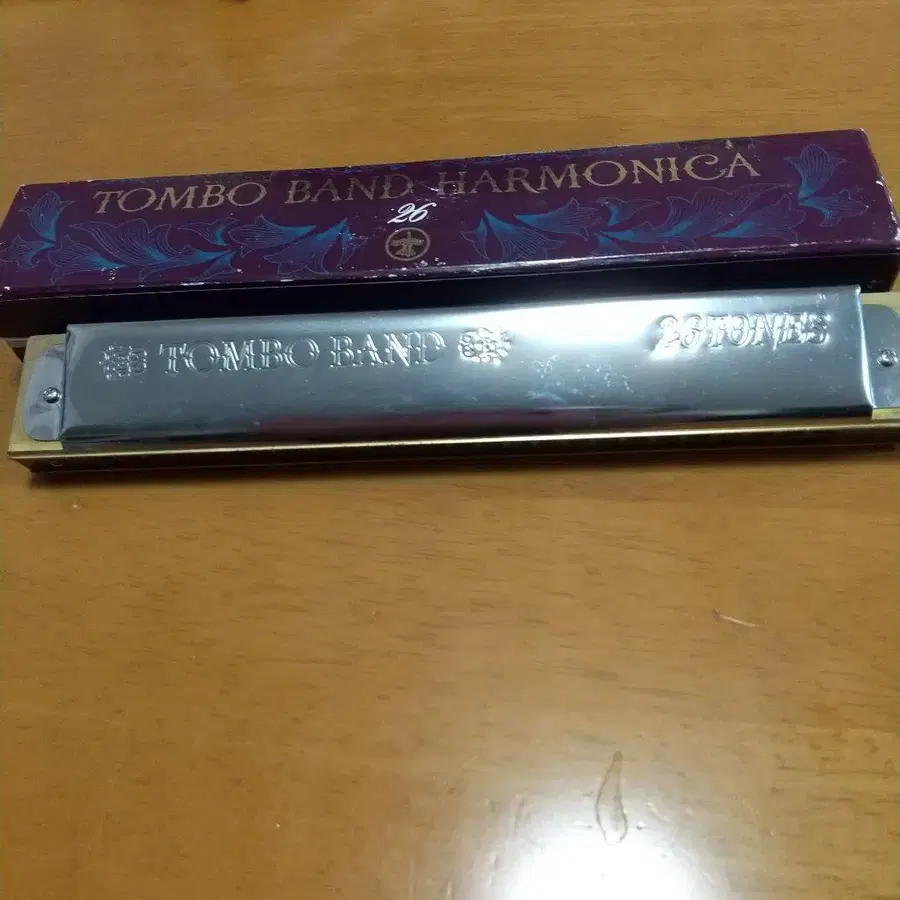 TOMBO BAND HARMONICA
26
TOMBO BAND
26 TONES